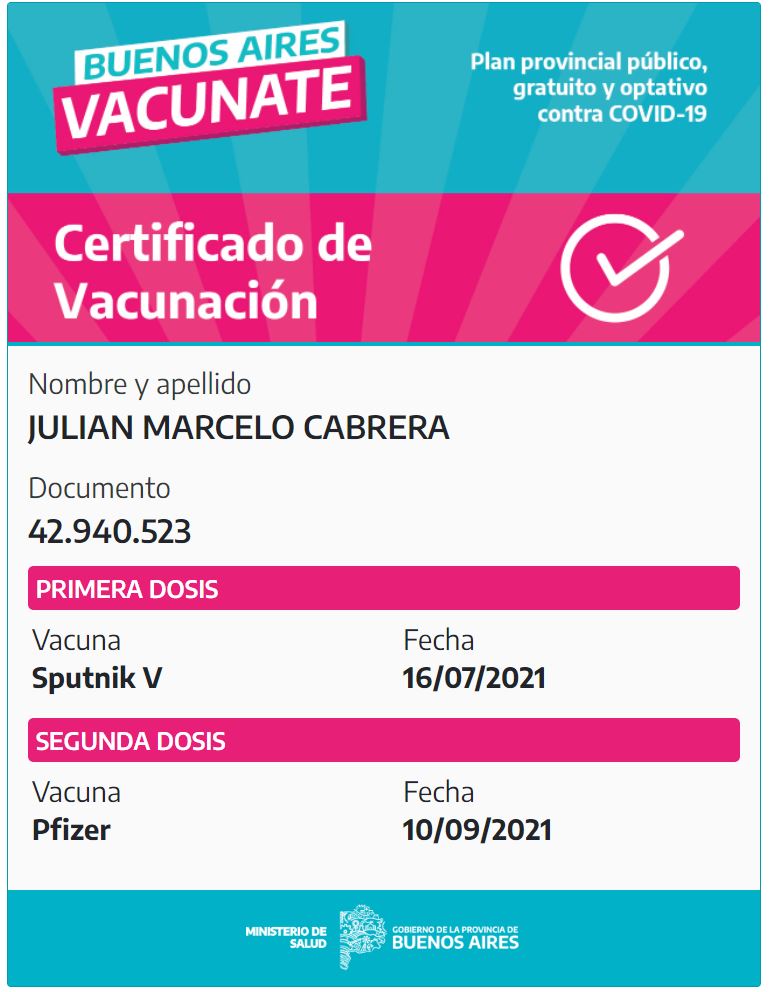 BUENOS AIRES
VACUNATE
Plan provincial público,
gratuito y optativo
contra COVID-19
Certificado de
Vacunación
Nombre y apellido
JULIAN MARCELO CABRERA
Documento
42.940.523
PRIMERA DOSIS
Vacuna Fecha
Sputnik V 16/07/2021
SEGUNDA DOSIS
Vacuna Fecha
Pfizer 10/09/2021
MINISTERIO DE
SALUD
GOBIERNO DE LA PROVINCIA DE
BUENOS AIRES